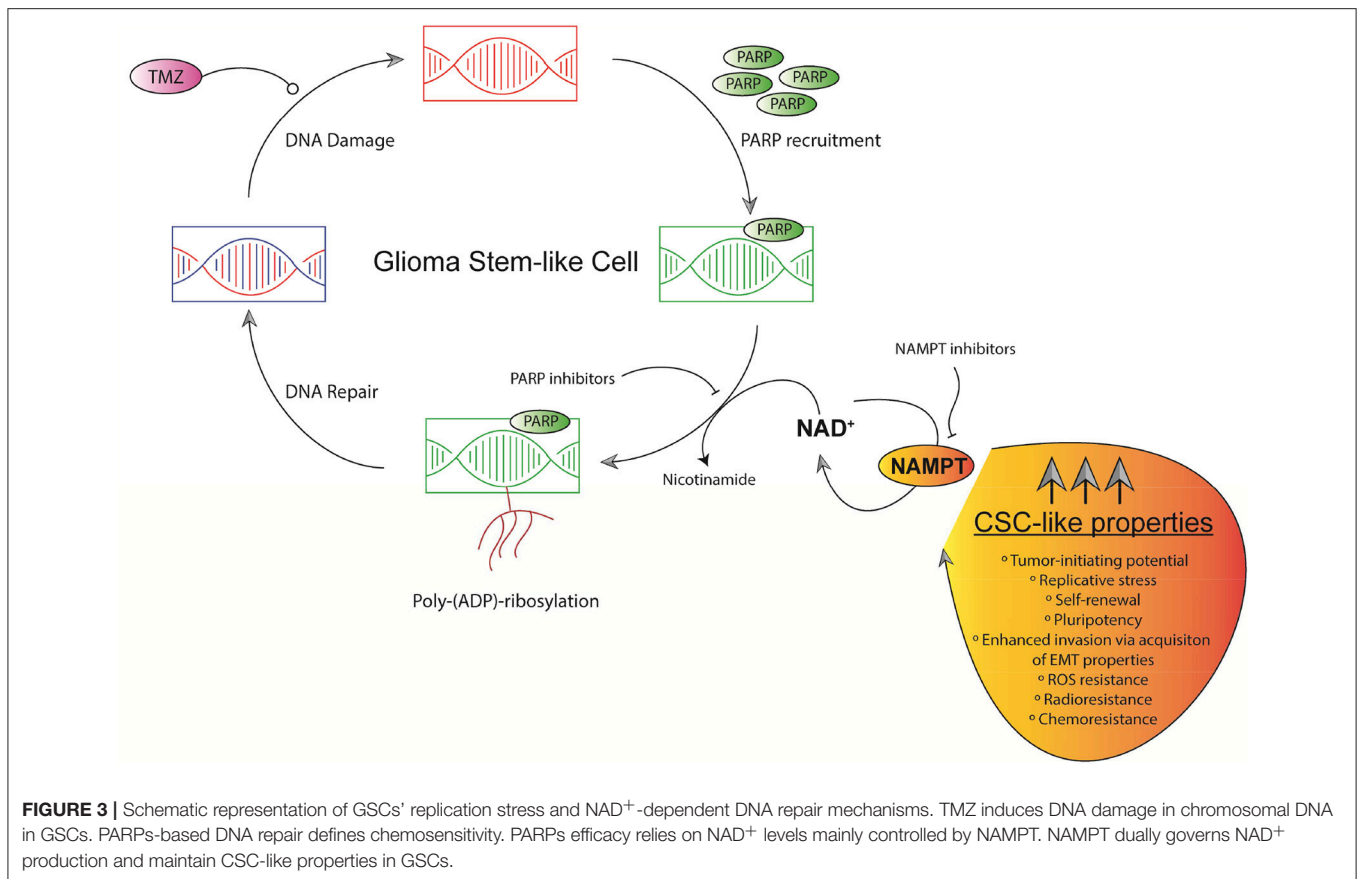 TMZ
DNA Damage
PARP
PARP
PARP
PARP
PARP recruitment
PARP
Glioma Stem-like Cell
DNA Repair
PARP inhibitors
NAMPT inhibitors
PARP
NAD+
NAMPT
Nicotinamide
Poly-(ADP)-ribosylation
CSC-like properties
o Tumor-initiating potential
o Replicative stress
o Self-renewal
o Pluripotency
o Enhanced invasion via acquisiton
of EMT properties
o ROS resistance
o Radioresistance
o Chemoresistance
FIGURE 3 | Schematic representation of GSCs' replication stress and NAD+-dependent DNA repair mechanisms. TMZ induces DNA damage in chromosomal DNA
in GSCs. PARPs-based DNA repair defines chemosensitivity. PARPs efficacy relies on NAD+ levels mainly controlled by NAMPT. NAMPT dually governs NAD+
production and maintain CSC-like properties in GSCs.